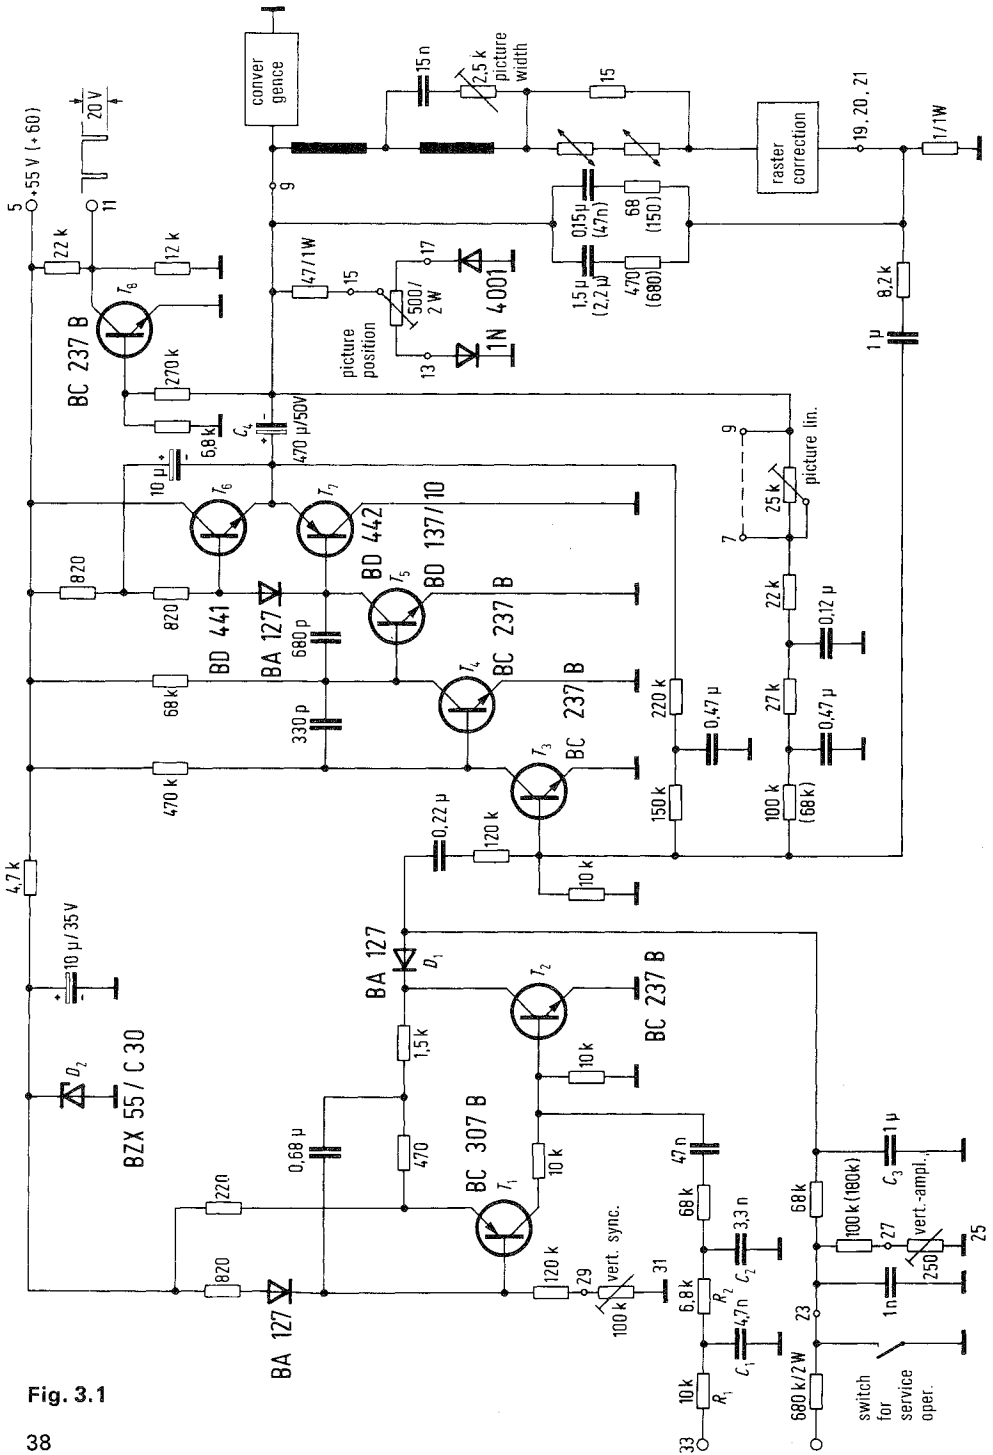 5
+55 V (+60)
11
20 V
22 k
12 k
T8
BC 237 B
270 k
6,8 k
10 µ
+
-
C4
+
-
470 µ/50V
9
conver
gence
15 n
2,5 k
picture
width
15
raster
correction
19, 20, 21
1/1W
0,15 µ
(47n)
68
(150)
1,5 µ
(2,2 µ)
470
(680)
47/1W
15
500/
2 W
17
13
picture
position
1N 4001
8,2 k
1 µ
820
820
T6
BD 441
T7
BD 442
BA 127
680 p
T5
BD 137/10
68 k
330 p
T4
BC 237 B
470 k
T3
BC 237 B
220 k
0,47 µ
150 k
9
7
25 k
picture lin.
22 k
0,12 µ
27 k
0,47 µ
100 k
(68 k)
4,7 k
10 µ/35V
+
-
D2
BZX 55 / C 30
0,22 µ
120 k
10 k
BA 127
D1
1,5 k
T2
BC 237 B
10 k
0,68 µ
470
BC 307 B
T1
10 k
220
820
BA 127
120 k
29
100 k
vert. sync.
31
47 n
68 k
3,3 n
C2
6,8 k
R2
4,7 n
C1
10 k
R1
33
68 k
C3
1 µ
100 k (180k)
27
vert.-ampl.
250
25
1 n
23
680 k/2W
switch
for
service
oper.
Fig. 3.1
38